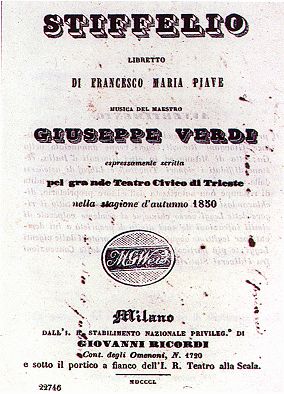 STIFFELIO
LIBRETTO
DI FRANCESCO MARIA PIAVE
MUSICA DEL MAESTRO
GIUSEPPE VERDI
espressamente scritta
pel grande Teatro Civico di Trieste
nella stagione d'autunno 1850
Milano
DALL'I. R. STABILIMENTO NAZIONALE PRIVILEG.° DI
GIOVANNI RICORDI
Cont. degli Omenoni, N. 1720
e sotto il portico a fianco dell'I. R. Teatro alla Scala.
MDCCCL
22746